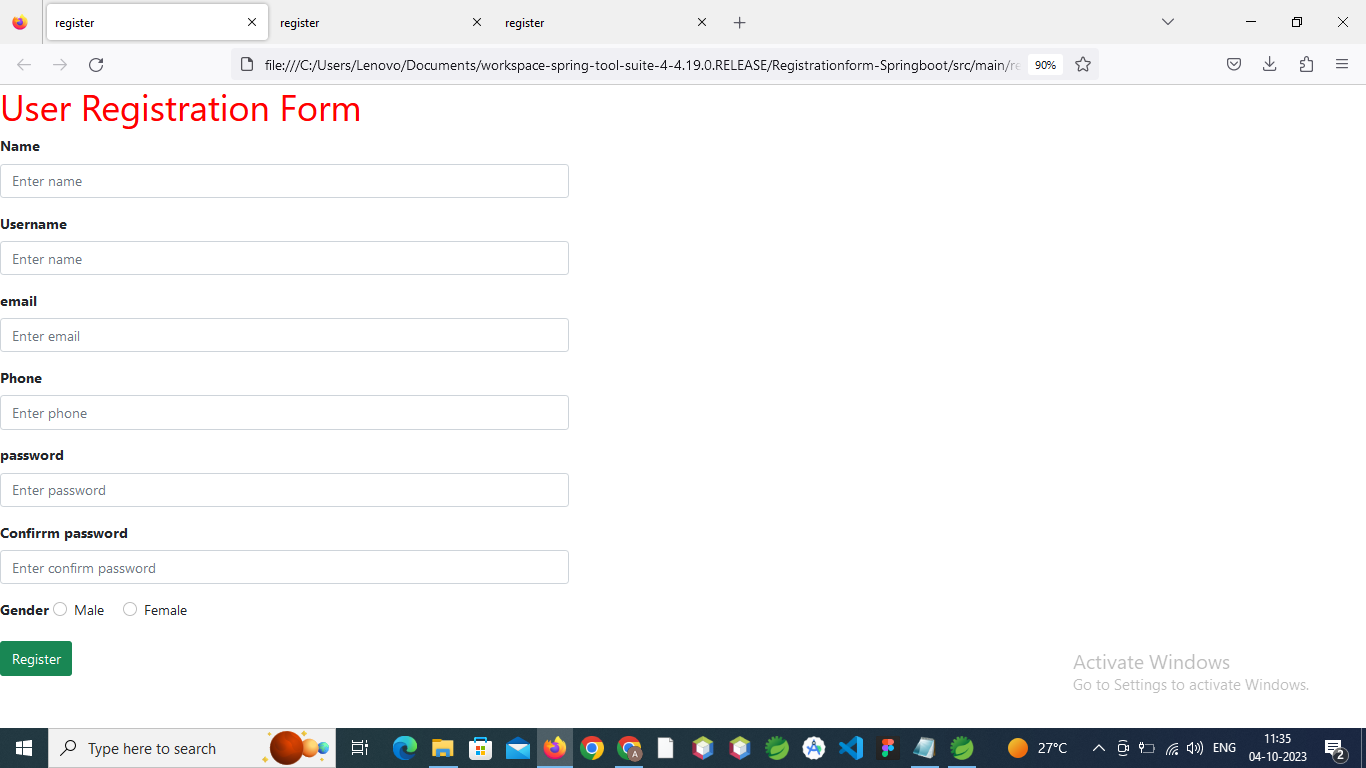 register
register
register
file:///C:/Users/Lenovo/Documents/workspace-spring-tool-suite-4-4.19.0.RELEASE/Registrationform-Springboot/src/main/re
90%
User Registration Form
Name
Enter name
Username
Enter name
email
Enter email
Phone
Enter phone
password
Enter password
Confirrm password
Enter confirm password
Gender Male Female
Register
Activate Windows
Go to Settings to activate Windows.
Type here to search
A
27°C
ENG
11:35
04-10-2023
2